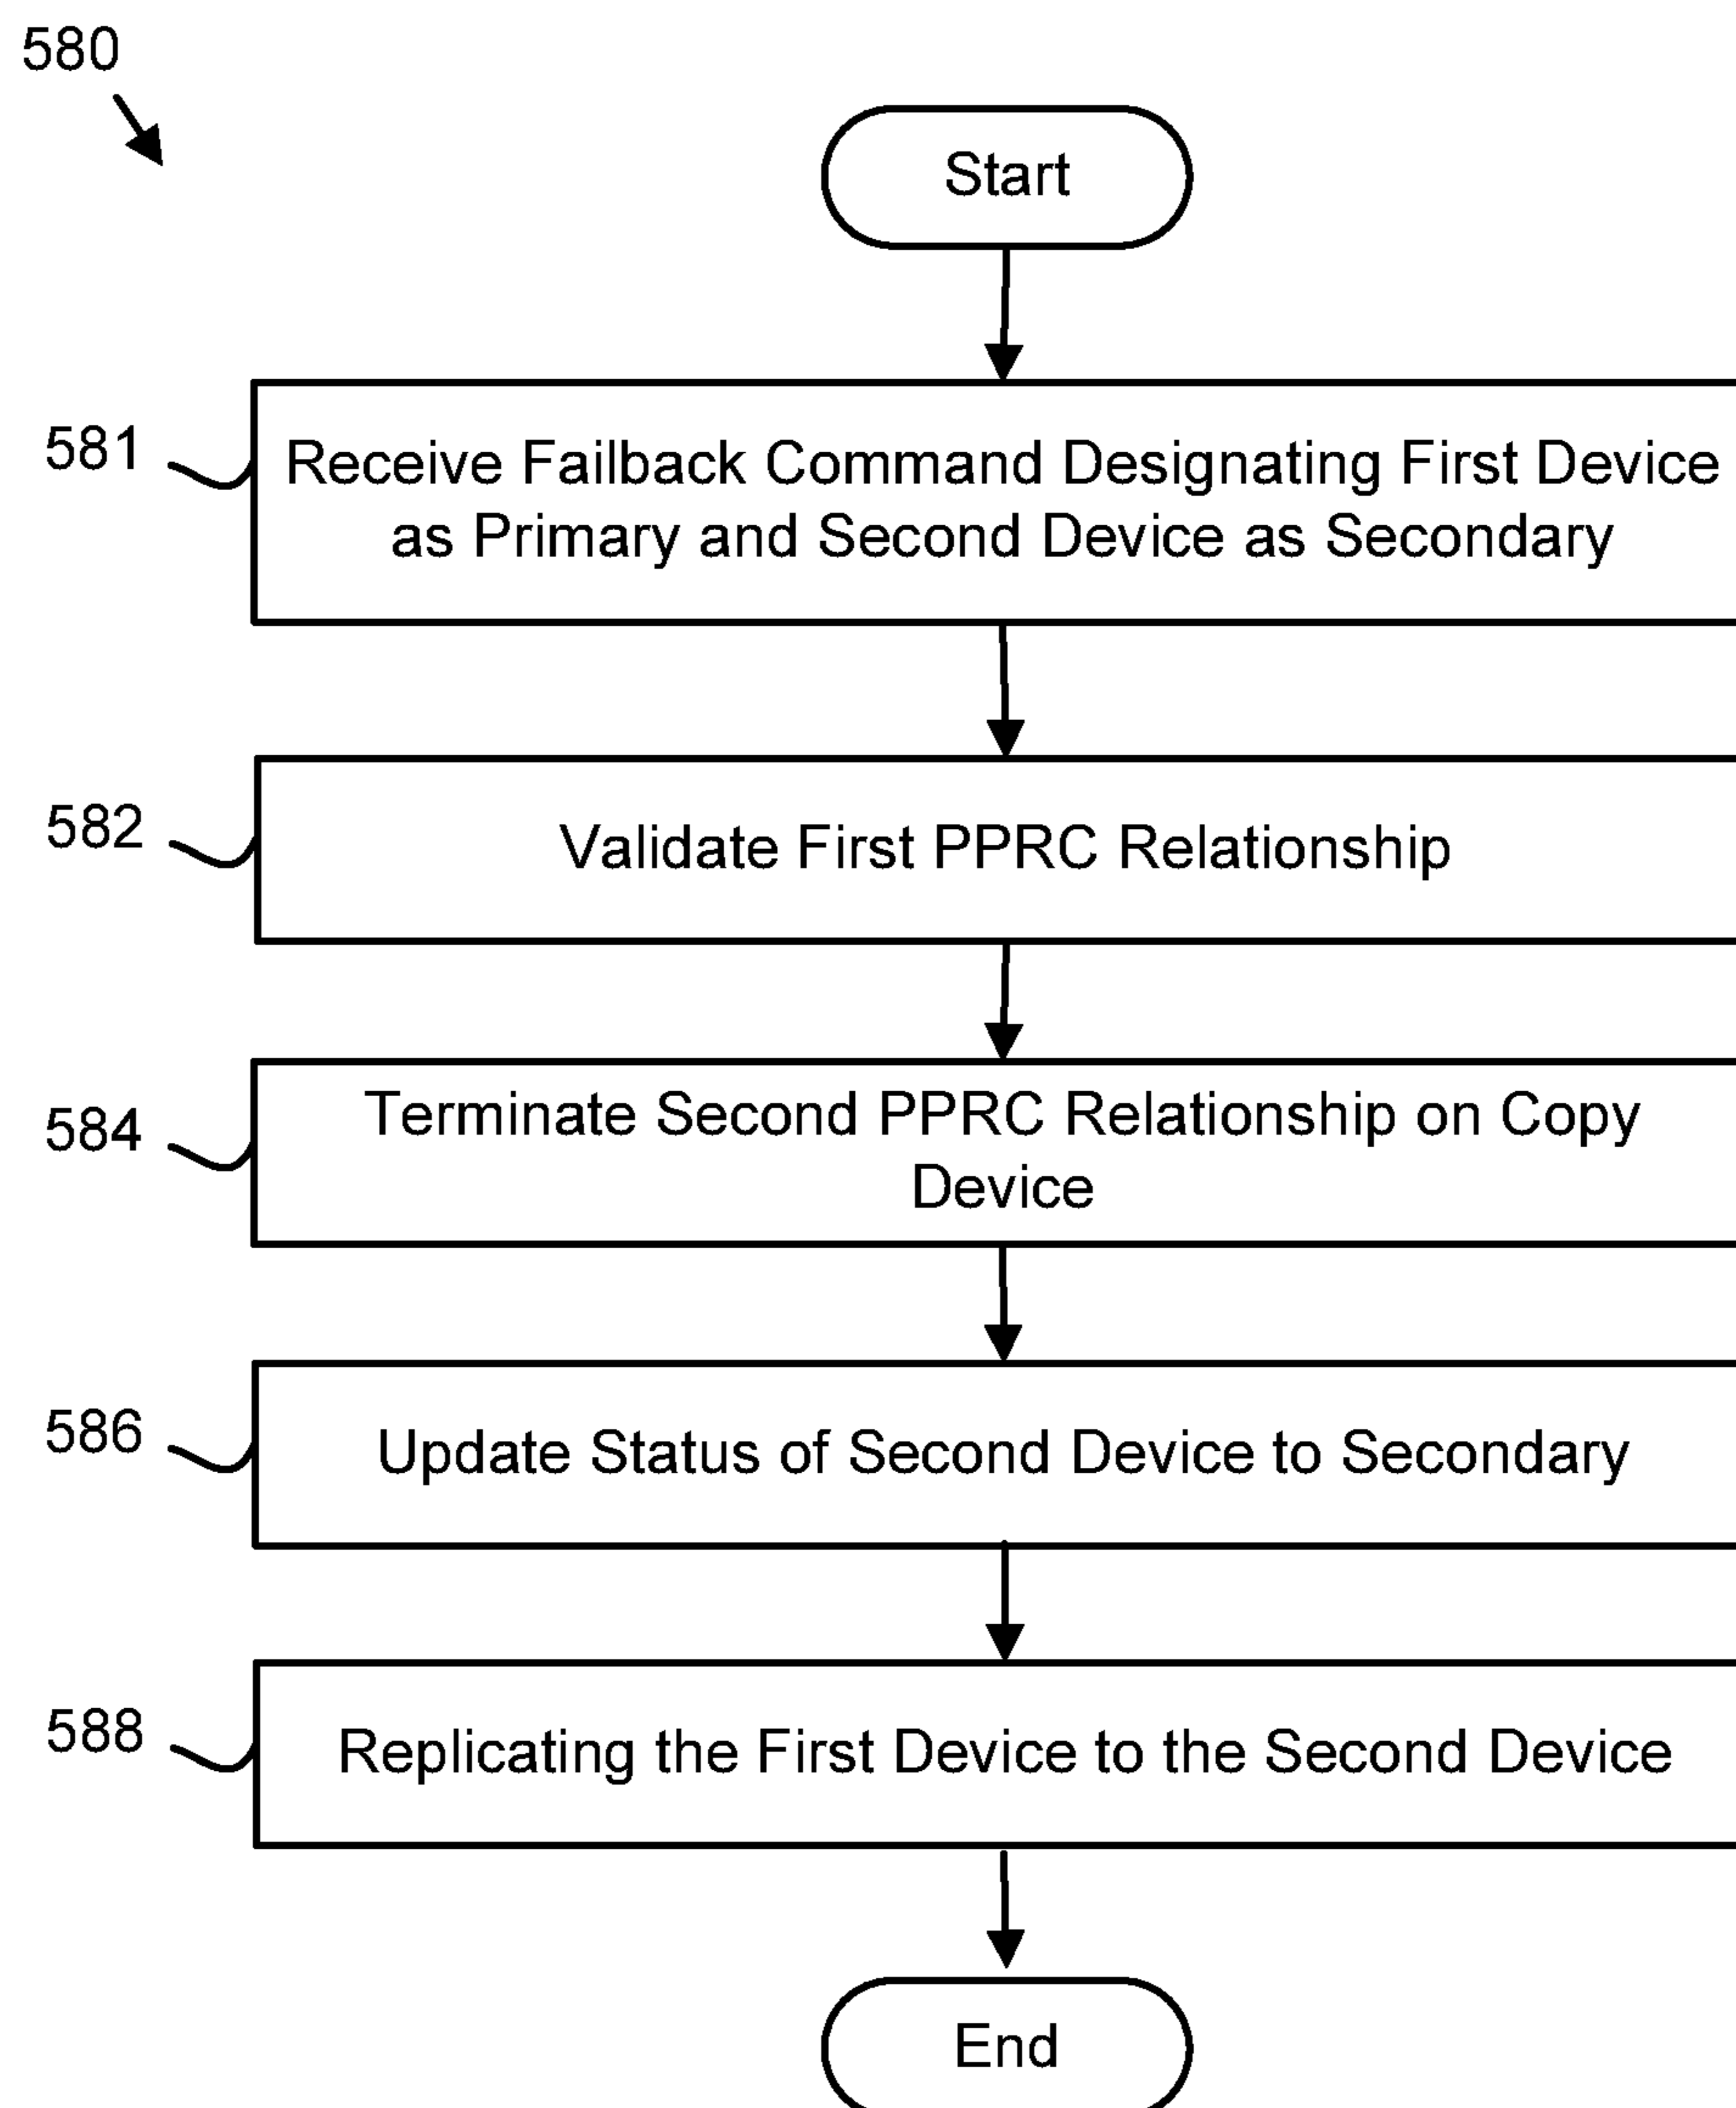 580
Start
581
Receive Failback Command Designating First Device
as Primary and Second Device as Secondary
582
Validate First PPRC Relationship
584
Terminate Second PPRC Relationship on Copy
Device
586
Update Status of Second Device to Secondary
588
Replicating the First Device to the Second Device
End